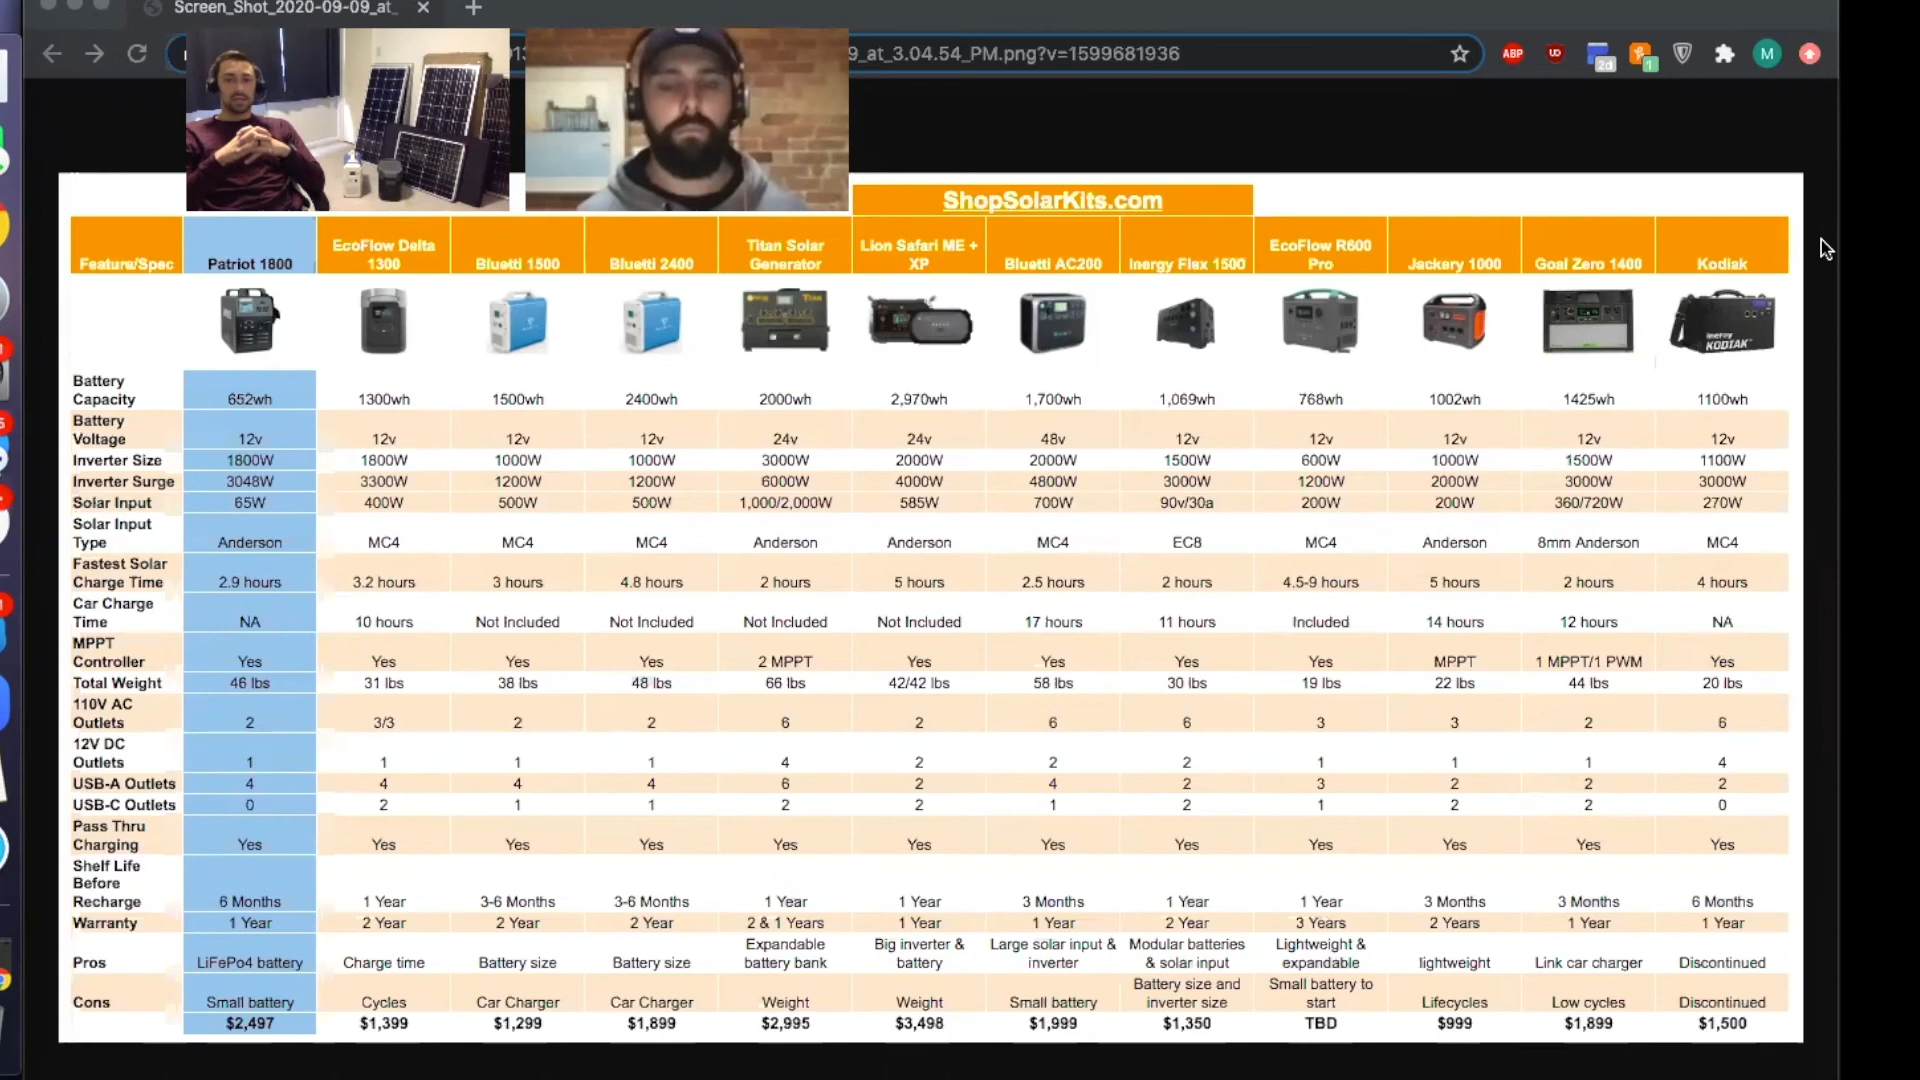 Screen_Shot_2020-09-09_at_
9_at_3.04.54_PM.png?v=1599681936
ABP
UD
2d
1
M
ShopSolarKits.com
Feature/Spec Patriot 1800 EcoFlow Delta 1300 Bluetti 1500 Bluetti 2400 Titan Solar Generator Lion Safari ME + XP Bluetti AC200 Inergy Flex 1500 EcoFlow R600 Pro Jackery 1000 Goal Zero 1400 Kodiak
TITAN
inergy
KODIAK
Battery Capacity 652wh 1300wh 1500wh 2400wh 2000wh 2,970wh 1,700wh 1,069wh 768wh 1002wh 1425wh 1100wh
Battery Voltage 12v 12v 12v 12v 24v 24v 48v 12v 12v 12v 12v 12v
Inverter Size 1800W 1800W 1000W 1000W 3000W 2000W 2000W 1500W 600W 1000W 1500W 1100W
Inverter Surge 3048W 3300W 1200W 1200W 6000W 4000W 4800W 3000W 1200W 2000W 3000W 3000W
Solar Input 65W 400W 500W 500W 1,000/2,000W 585W 700W 90v/30a 200W 200W 360/720W 270W
Solar Input Type Anderson MC4 MC4 MC4 Anderson Anderson MC4 EC8 MC4 Anderson 8mm Anderson MC4
Fastest Solar Charge Time 2.9 hours 3.2 hours 3 hours 4.8 hours 2 hours 5 hours 2.5 hours 2 hours 4.5-9 hours 5 hours 2 hours 4 hours
Car Charge Time NA 10 hours Not Included Not Included Not Included Not Included 17 hours 11 hours Included 14 hours 12 hours NA
MPPT Controller Yes Yes Yes Yes 2 MPPT Yes Yes Yes Yes MPPT 1 MPPT/1 PWM Yes
Total Weight 46 lbs 31 lbs 38 lbs 48 lbs 66 lbs 42/42 lbs 58 lbs 30 lbs 19 lbs 22 lbs 44 lbs 20 lbs
110V AC Outlets 2 3/3 2 2 6 2 6 6 3 3 2 6
12V DC Outlets 1 1 1 1 4 2 2 2 1 1 1 4
USB-A Outlets 4 4 4 4 6 2 4 2 3 2 2 2
USB-C Outlets 0 2 1 1 2 2 1 2 1 2 2 0
Pass Thru Charging Yes Yes Yes Yes Yes Yes Yes Yes Yes Yes Yes Yes
Shelf Life Before Recharge 6 Months 1 Year 3-6 Months 3-6 Months 1 Year 1 Year 3 Months 1 Year 1 Year 3 Months 3 Months 6 Months
Warranty 1 Year 2 Year 2 Year 2 Year 2 & 1 Years 1 Year 1 Year 2 Year 3 Years 2 Years 1 Year 1 Year
Pros LiFePo4 battery Charge time Battery size Battery size Expandable battery bank Big inverter & battery Large solar input & inverter Modular batteries & solar input Lightweight & expandable lightweight Link car charger Discontinued
Cons Small battery Cycles Car Charger Car Charger Weight Weight Small battery Battery size and inverter size Small battery to start Lifecycles Low cycles Discontinued
$2,497 $1,399 $1,299 $1,899 $2,995 $3,498 $1,999 $1,350 TBD $999 $1,899 $1,500